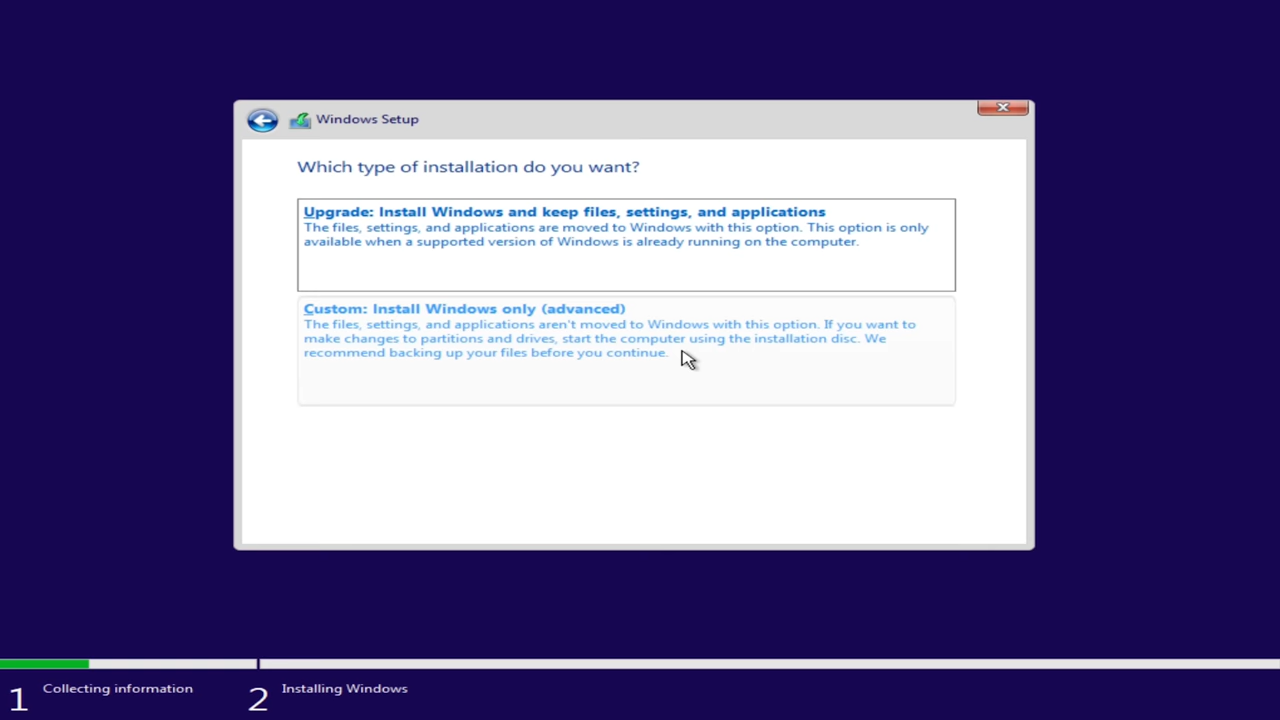 Windows Setup
Which type of installation do you want?
Upgrade: Install Windows and keep files, settings, and applications
The files, settings, and applications are moved to Windows with this option. This option is only
available when a supported version of Windows is already running on the computer.
Custom: Install Windows only (advanced)
The files, settings, and applications aren't moved to Windows with this option. If you want to
make changes to partitions and drives, start the computer using the installation disc. We
recommend backing up your files before you continue.
1 Collecting information 2 Installing Windows